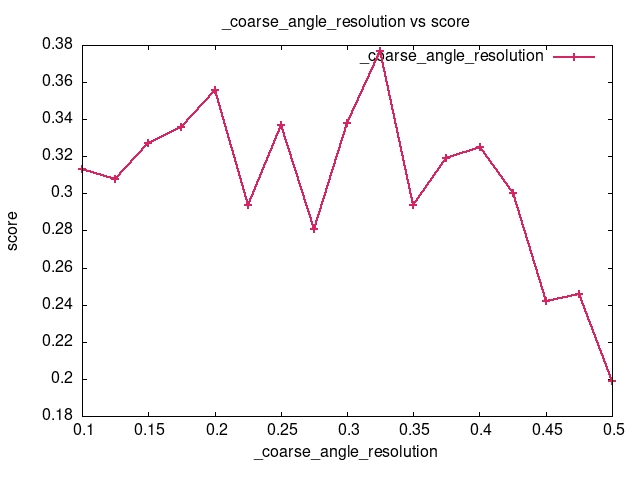 _coarse_angle_resolution vs score
_coarse_angle_resolution
0.38
0.36
0.34
0.32
0.3
0.28
0.26
0.24
0.22
0.2
0.18
score
0.1 0.15 0.2 0.25 0.3 0.35 0.4 0.45 0.5
_coarse_angle_resolution